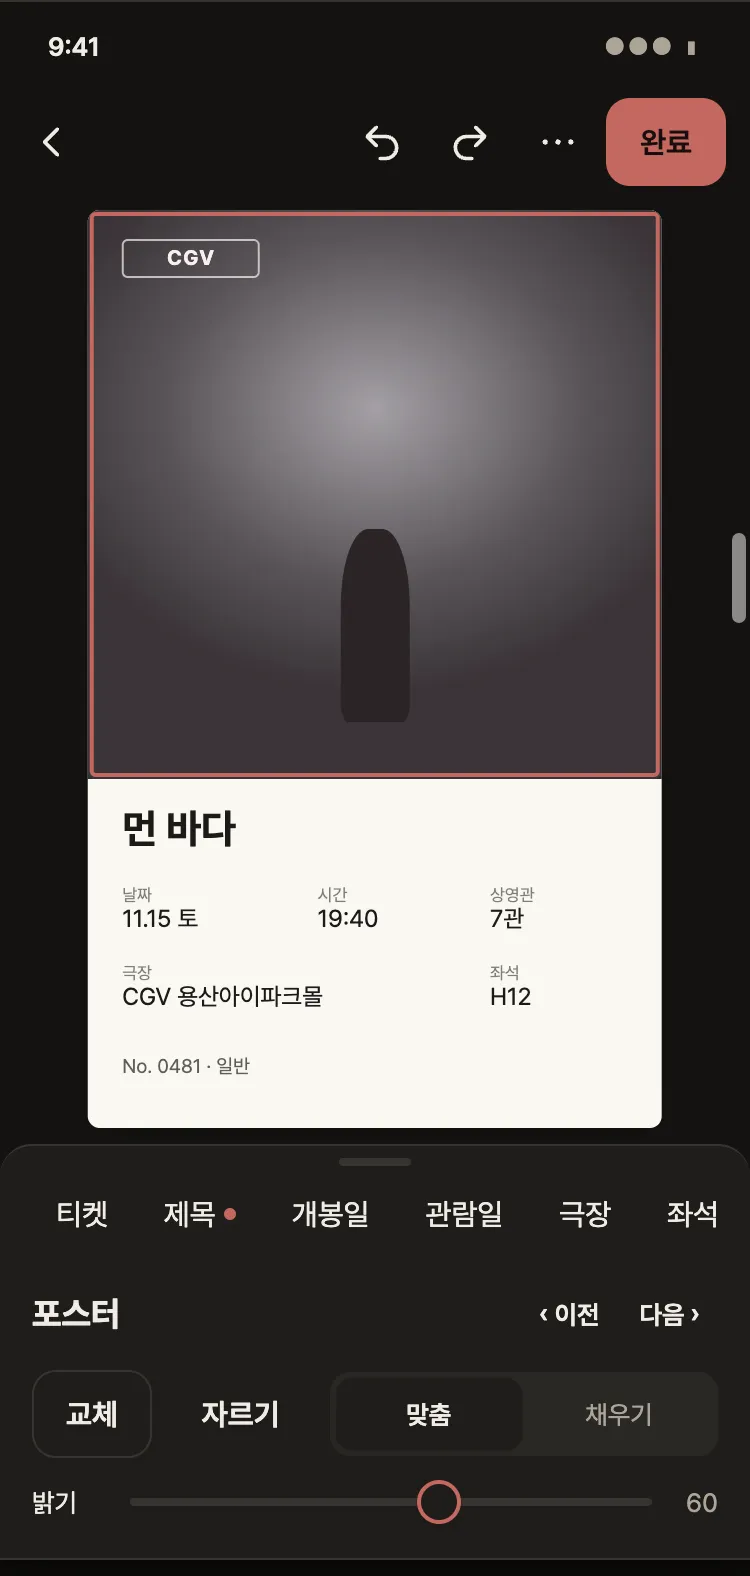 9:41
완료
CGV
먼 바다
날짜 시간 상영관
11.15 토 19:40 7관
극장 좌석
CGV 용산아이파크몰 H12
No. 0481 · 일반
티켓 제목 개봉일 관람일 극장 좌석
포스터 ‹ 이전 다음 ›
교체 자르기 맞춤 채우기
밝기 60